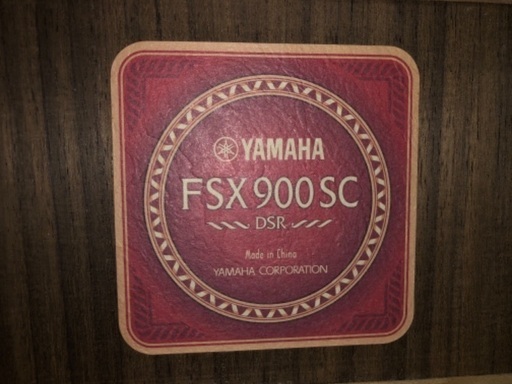 YAMAHA
FSX900SC
DSR
Made in China
YAMAHA CORPORATION